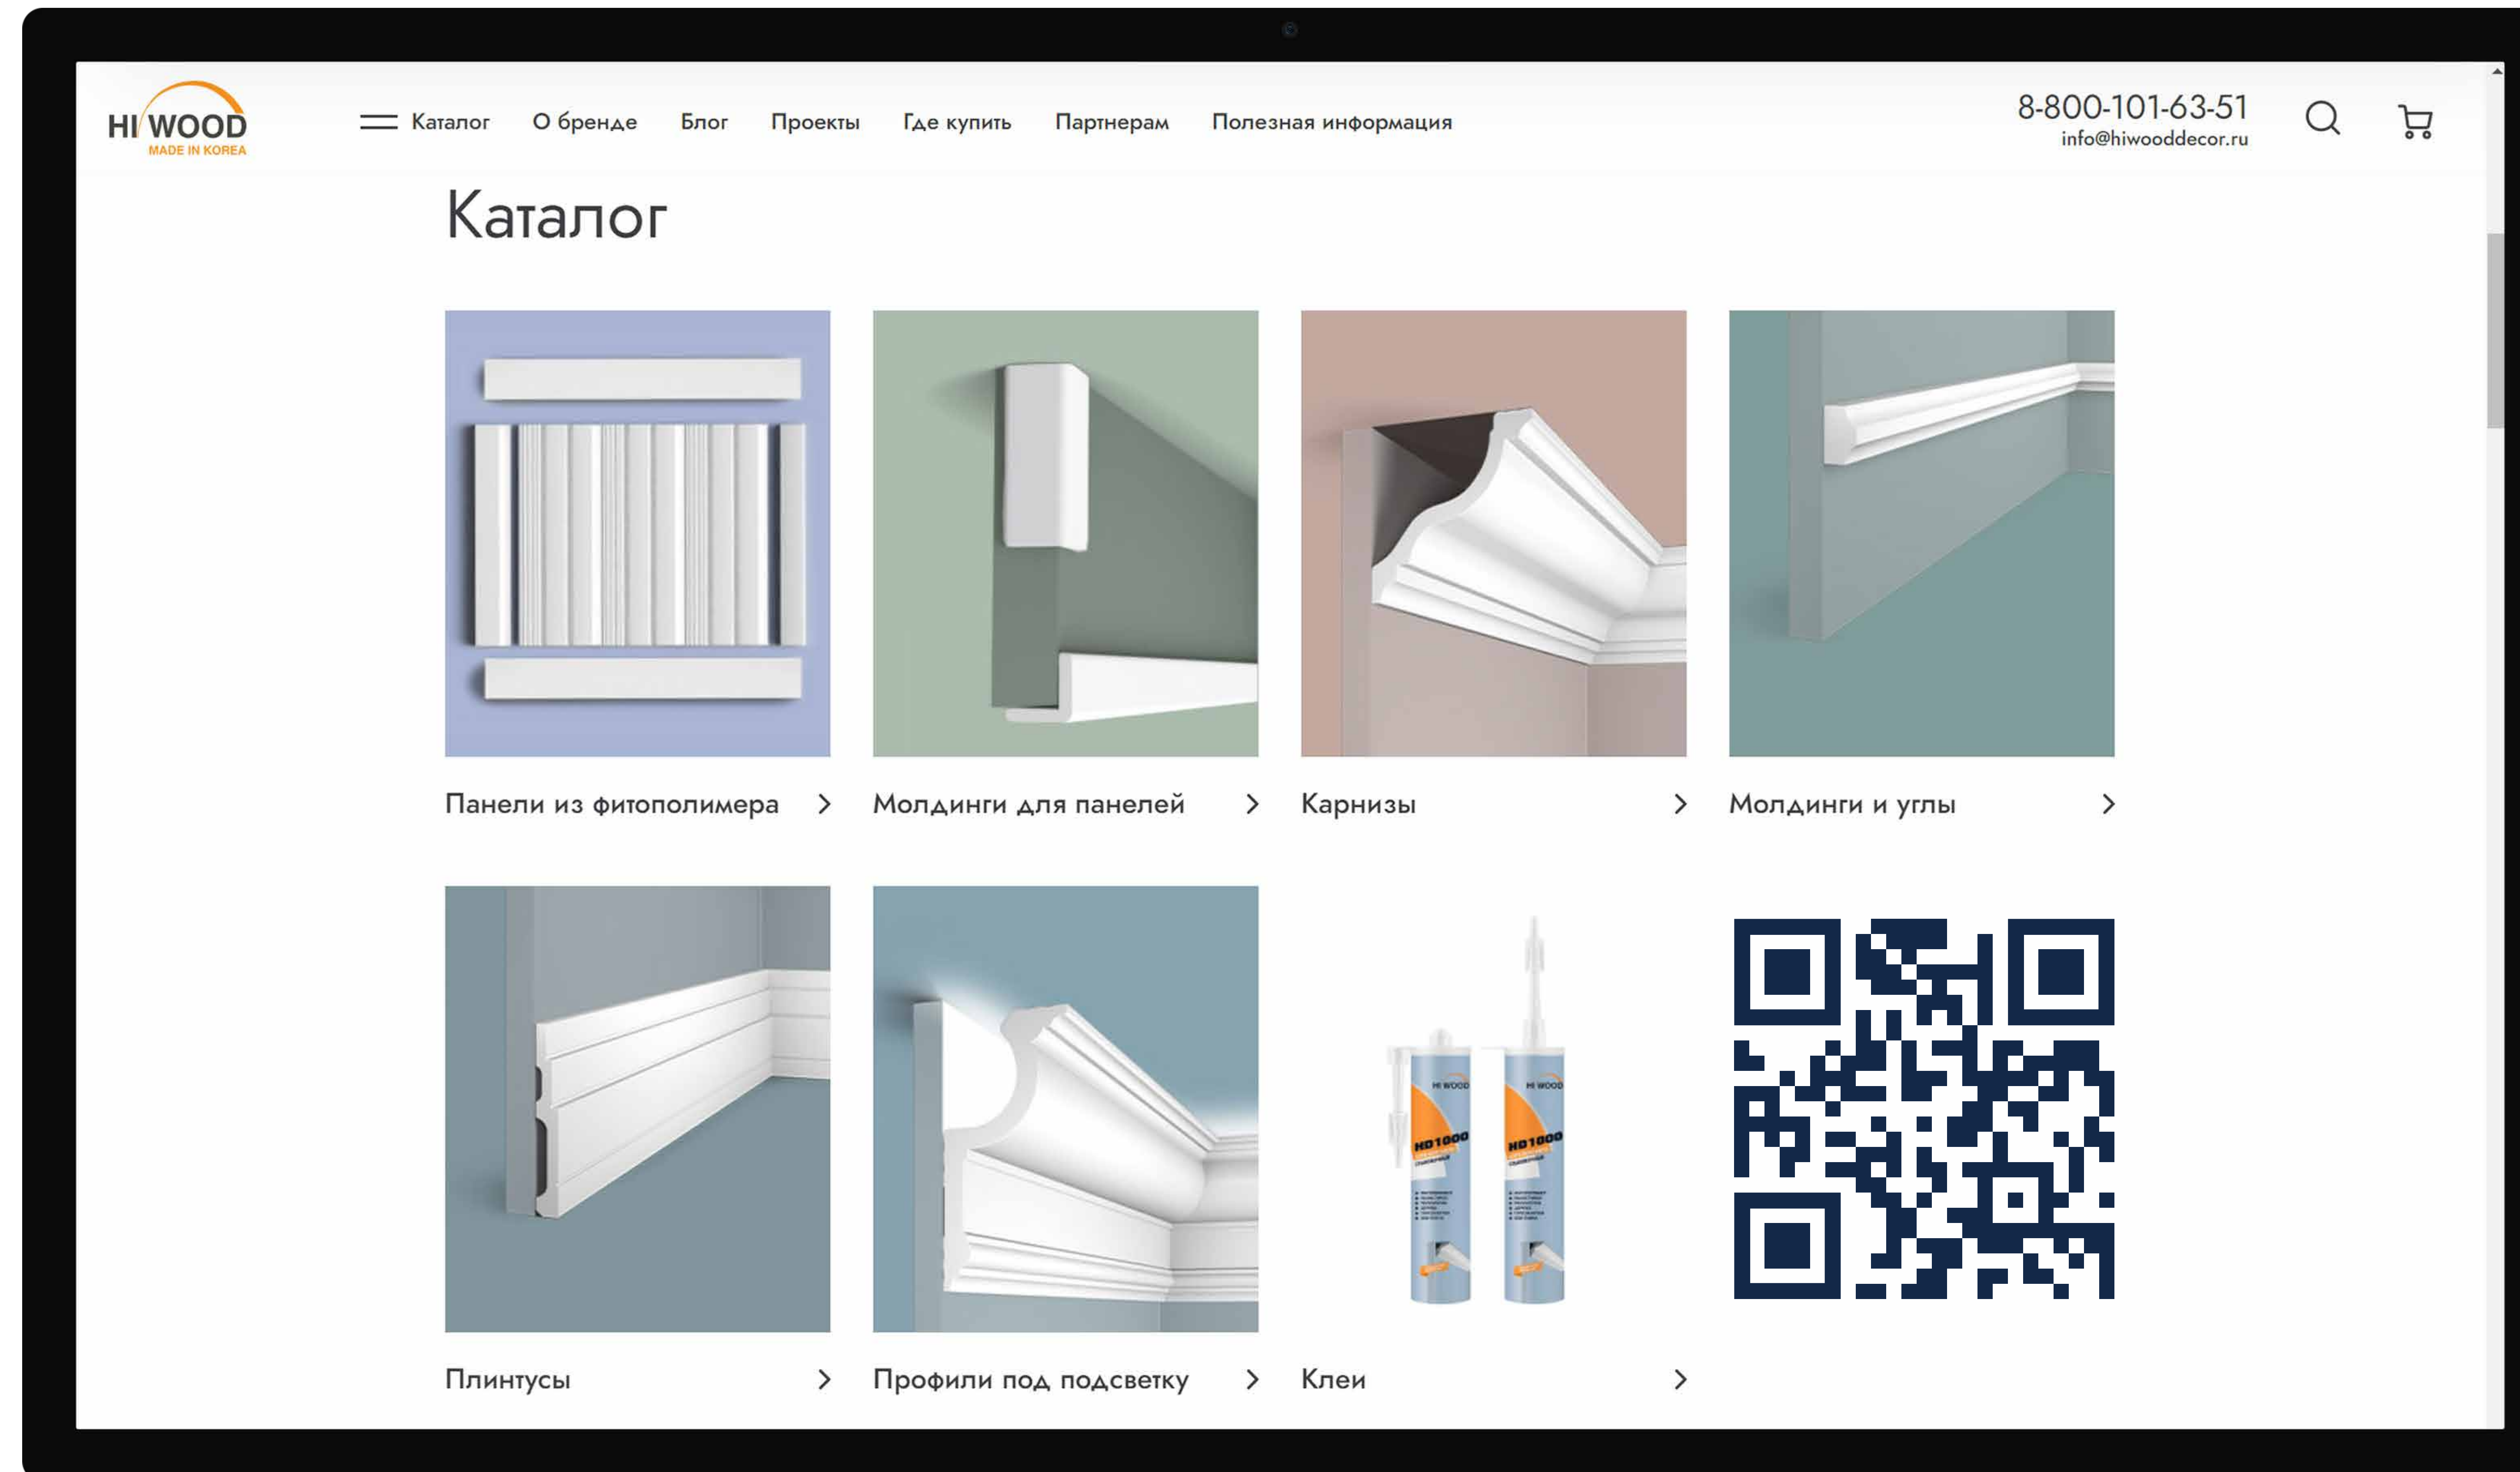 HI WOOD
MADE IN KOREA
Каталог
О бренде
Блог
Проекты
Где купить
Партнерам
Полезная информация
8-800-101-63-51
info@hiwooddecor.ru
Каталог
Панели из фитополимера
Молдинги для панелей
Карнизы
Молдинги и углы
HI WOOD
HD1000
HI WOOD
HD1000
Плинтусы
Профили под подсветку
Клеи